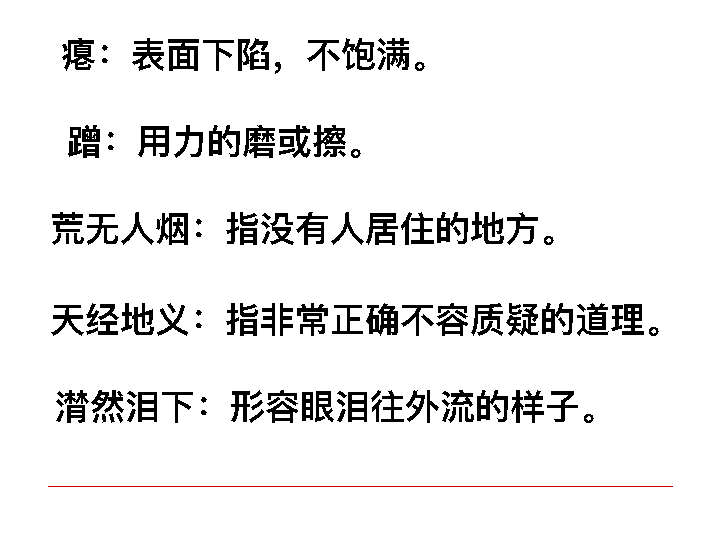 瘪：表面下陷，不饱满。
蹭：用力的磨或擦。
荒无人烟：指没有人居住的地方。
天经地义：指非常正确不容质疑的道理。
潸然泪下：形容眼泪往外流的样子。